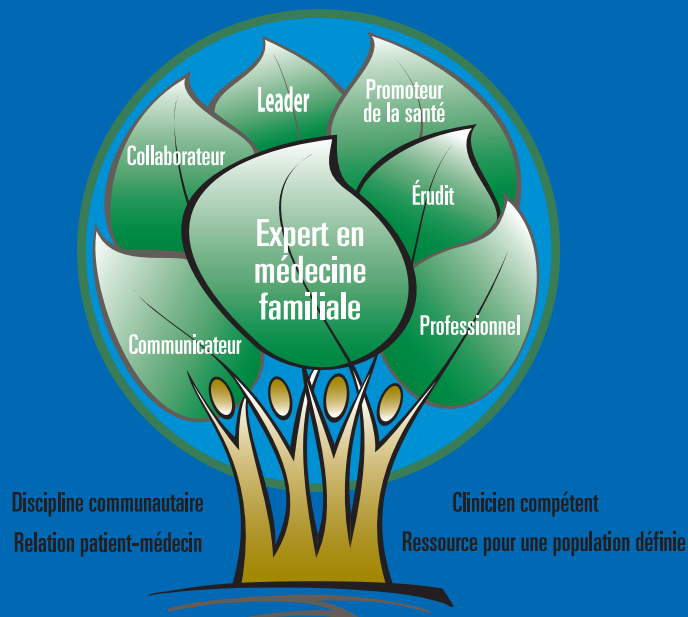 Leader
Promoteur
de la santé
Collaborateur
Érudit
Expert en
médecine
familiale
Professionnel
Communicateur
Discipline communautaire
Relation patient-médecin
Clinicien compétent
Ressource pour une population définie